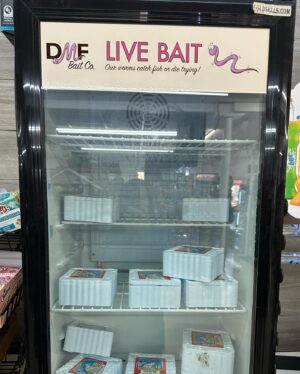 DMF
Bait Co.
LIVE BAIT
Our worms catch fish or die trying!